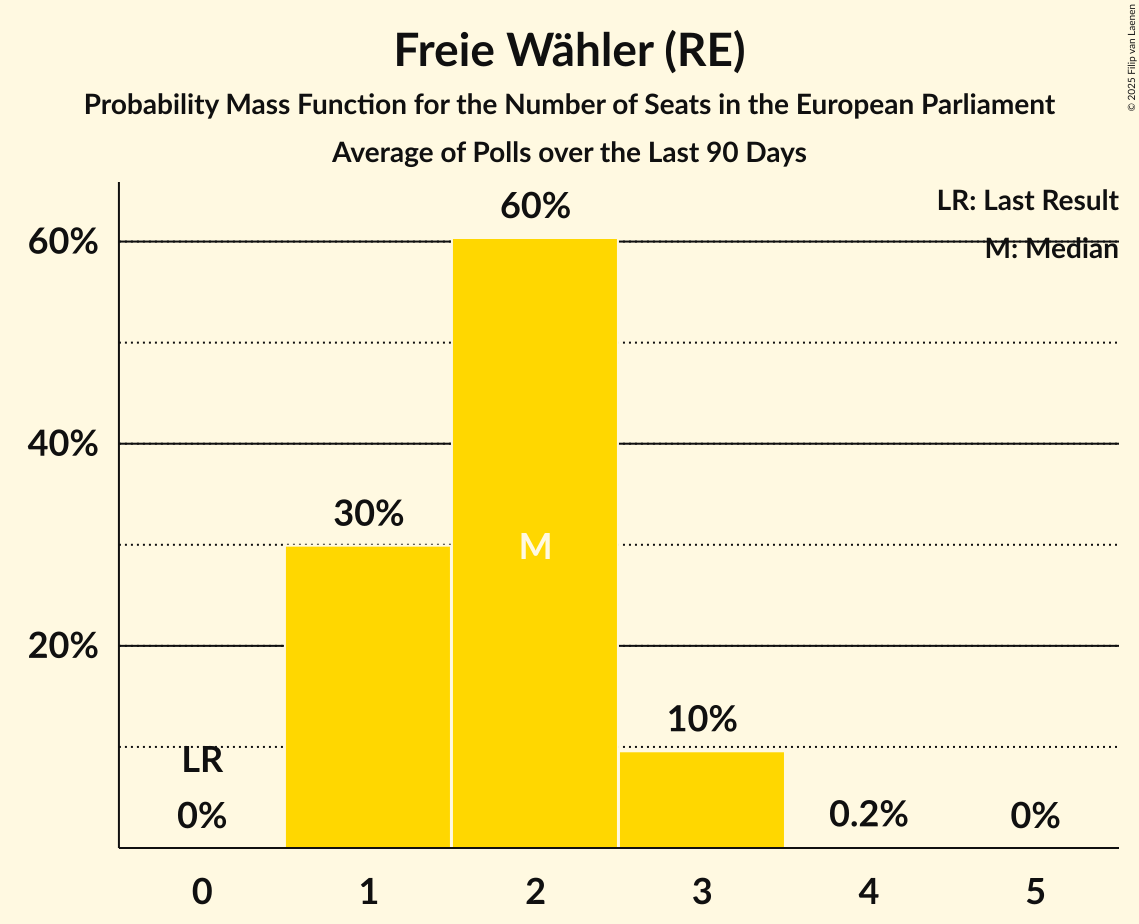 Freie Wähler (RE)
Probability Mass Function for the Number of Seats in the European Parliament
Average of Polls over the Last 90 Days
© 2025 Filip van Laenen
LR: Last Result
M: Median
60%
40%
20%
LR
0%
30%
60%
M
10%
0.2%
0%
0 1 2 3 4 5